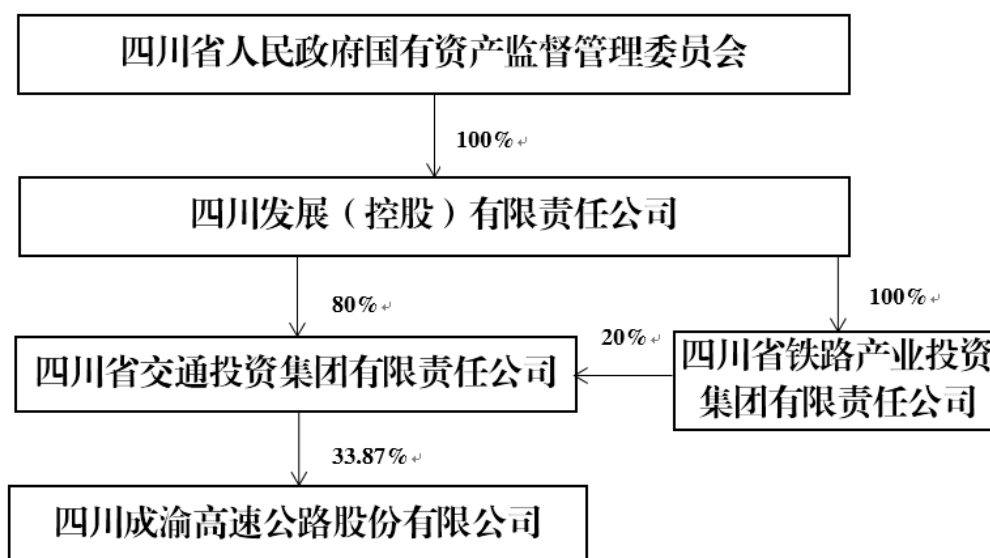 四川省人民政府国有资产监督管理委员会
100%
四川发展（控股）有限责任公司
80%
100%
20%
四川省交通投资集团有限责任公司
四川省铁路产业投资
集团有限责任公司
33.87%
四川成渝高速公路股份有限公司